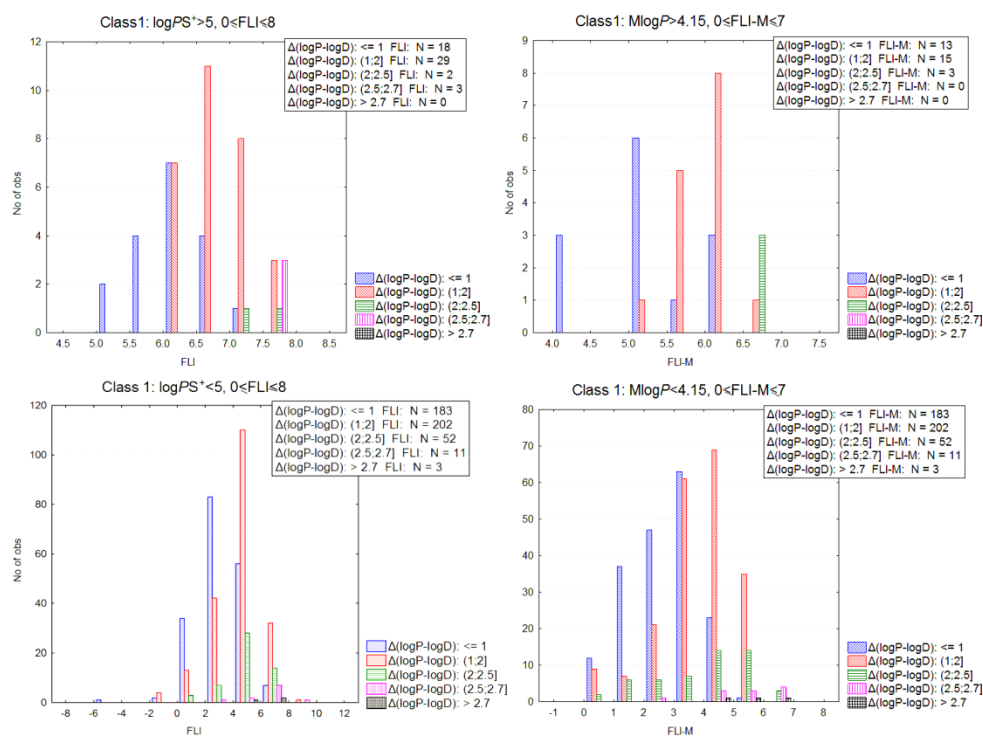 Class1: logPS⁺>5, 0⩽FLI⩽8
Δ(logP-logD): <= 1 FLI: N = 18
Δ(logP-logD): (1;2] FLI: N = 29
Δ(logP-logD): (2;2.5] FLI: N = 2
Δ(logP-logD): (2.5;2.7] FLI: N = 3
Δ(logP-logD): > 2.7 FLI: N = 0
12
10
8
6
4
2
0
No of obs
4.5 5.0 5.5 6.0 6.5 7.0 7.5 8.0 8.5
FLI
Δ(logP-logD): <= 1
Δ(logP-logD): (1;2]
Δ(logP-logD): (2;2.5]
Δ(logP-logD): (2.5;2.7]
Δ(logP-logD): > 2.7
Class1: MlogP>4.15, 0⩽FLI-M⩽7
Δ(logP-logD): <= 1 FLI-M: N = 13
Δ(logP-logD): (1;2] FLI-M: N = 15
Δ(logP-logD): (2;2.5] FLI-M: N = 3
Δ(logP-logD): (2.5;2.7] FLI-M: N = 0
Δ(logP-logD): > 2.7 FLI-M: N = 0
9
8
7
6
5
4
3
2
1
0
No of obs
4.0 4.5 5.0 5.5 6.0 6.5 7.0 7.5
FLI-M
Δ(logP-logD): <= 1
Δ(logP-logD): (1;2]
Δ(logP-logD): (2;2.5]
Δ(logP-logD): (2.5;2.7]
Δ(logP-logD): > 2.7
Class 1: logPS⁺<5, 0⩽FLI⩽8
Δ(logP-logD): <= 1 FLI: N = 183
Δ(logP-logD): (1;2] FLI: N = 202
Δ(logP-logD): (2;2.5] FLI: N = 52
Δ(logP-logD): (2.5;2.7] FLI: N = 11
Δ(logP-logD): > 2.7 FLI: N = 3
120
100
80
60
40
20
0
No of obs
-8 -6 -4 -2 0 2 4 6 8 10 12
FLI
Δ(logP-logD): <= 1
Δ(logP-logD): (1;2]
Δ(logP-logD): (2;2.5]
Δ(logP-logD): (2.5;2.7]
Δ(logP-logD): > 2.7
Class 1: MlogP<4.15, 0⩽FLI-M⩽7
Δ(logP-logD): <= 1 FLI-M: N = 183
Δ(logP-logD): (1;2] FLI-M: N = 202
Δ(logP-logD): (2;2.5] FLI-M: N = 52
Δ(logP-logD): (2.5;2.7] FLI-M: N = 11
Δ(logP-logD): > 2.7 FLI-M: N = 3
80
70
60
50
40
30
20
10
0
No of obs
-1 0 1 2 3 4 5 6 7 8
FLI-M
Δ(logP-logD): <= 1
Δ(logP-logD): (1;2]
Δ(logP-logD): (2;2.5]
Δ(logP-logD): (2.5;2.7]
Δ(logP-logD): > 2.7